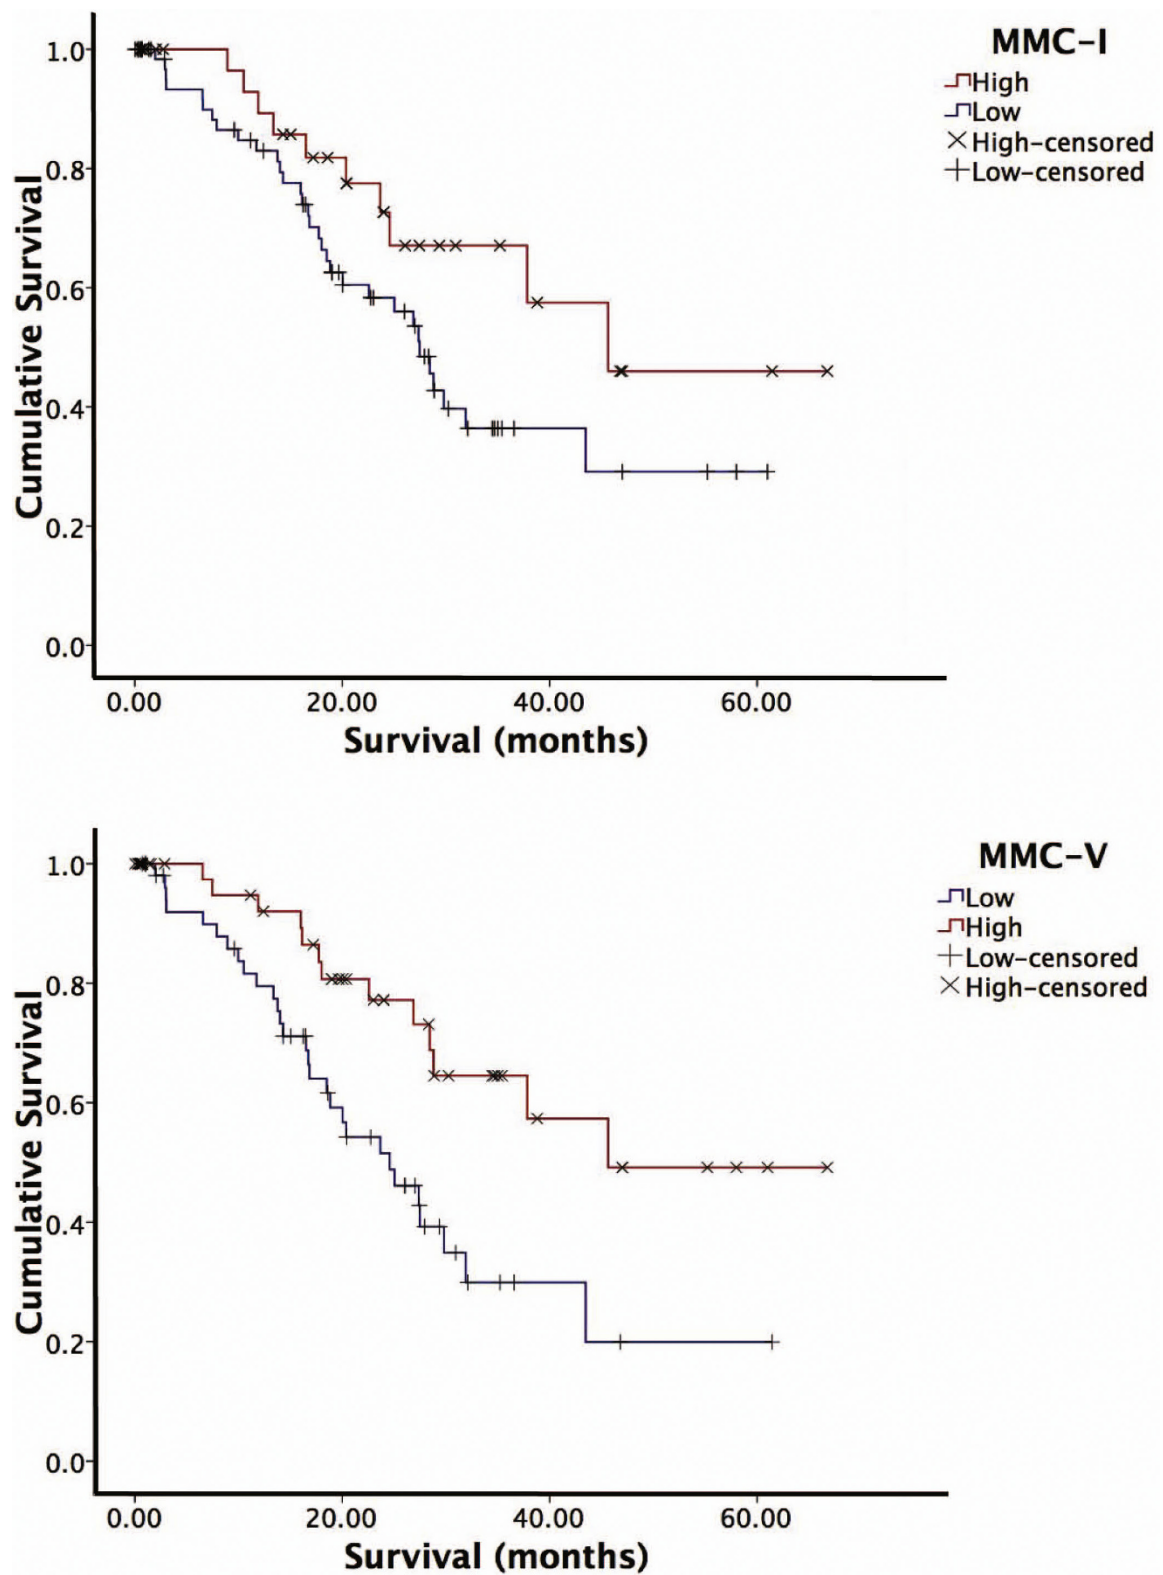 MMC-I
High
Low
High-censored
Low-censored
Cumulative Survival
1.0
0.8
0.6
0.4
0.2
0.0
0.00 20.00 40.00 60.00
Survival (months)
MMC-V
Low
High
Low-censored
High-censored
Cumulative Survival
1.0
0.8
0.6
0.4
0.2
0.0
0.00 20.00 40.00 60.00
Survival (months)